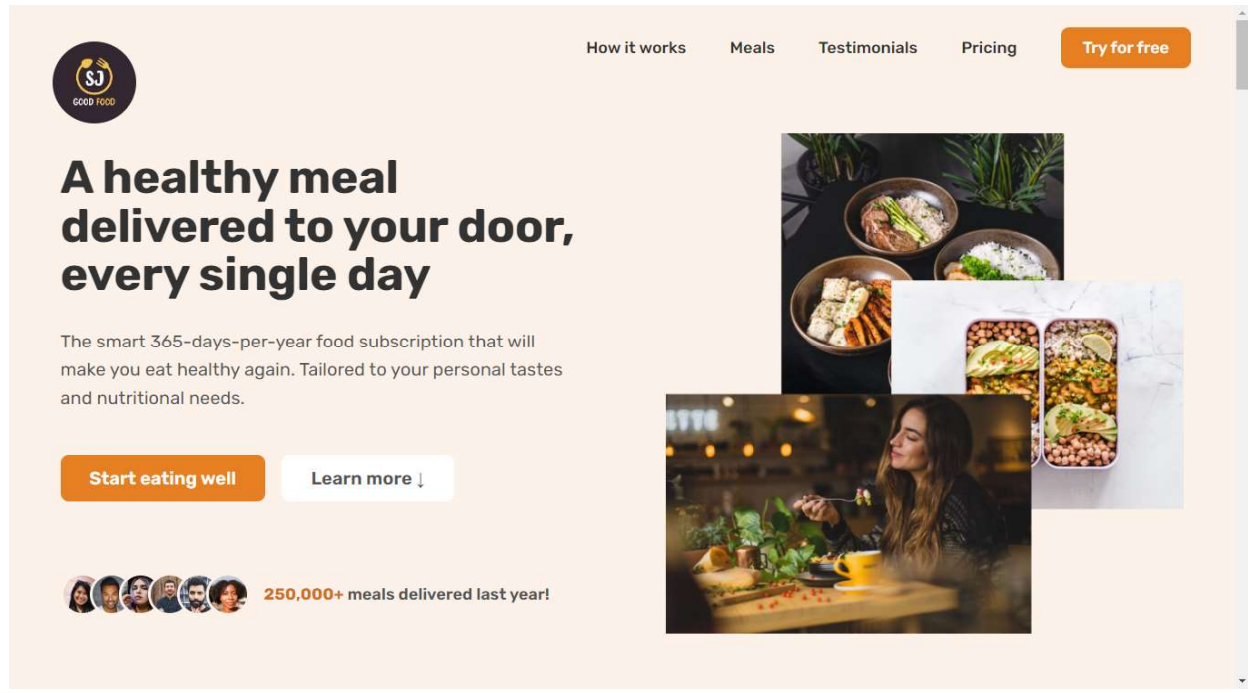 SJ
GOOD FOOD
How it works
Meals
Testimonials
Pricing
Try for free
A healthy meal
delivered to your door,
every single day
The smart 365-days-per-year food subscription that will
make you eat healthy again. Tailored to your personal tastes
and nutritional needs.
Start eating well
Learn more ↓
250,000+ meals delivered last year!